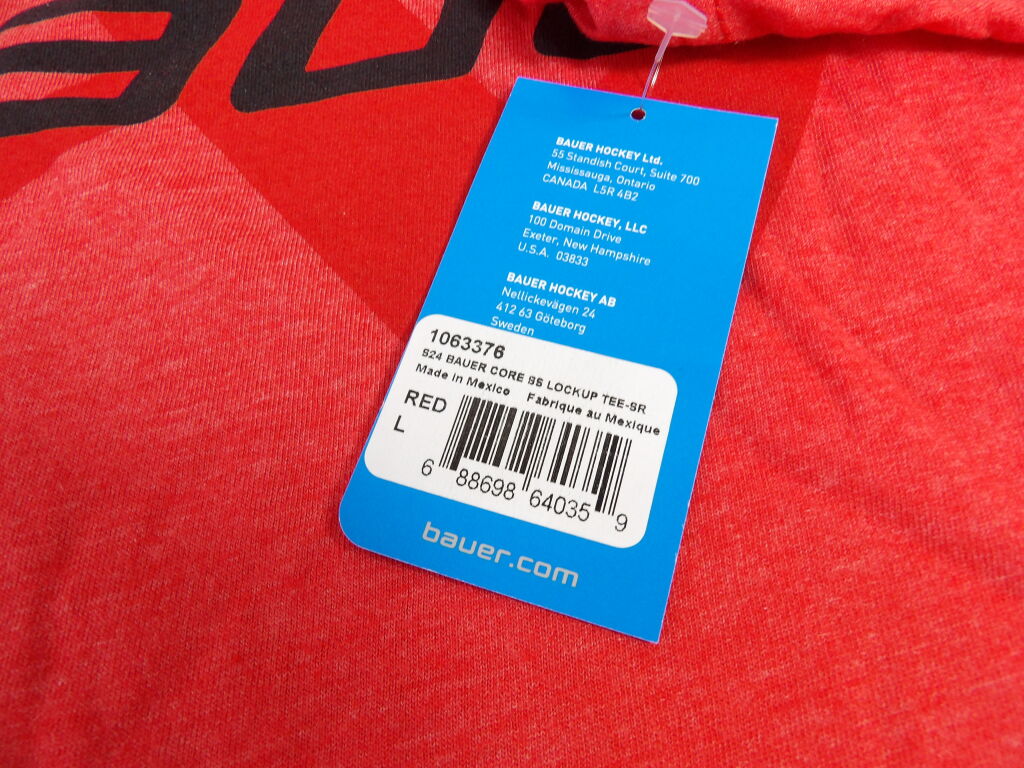 BAUER HOCKEY Ltd.
55 Standish Court, Suite 700
Mississauga, Ontario
CANADA L5R 4B2
BAUER HOCKEY, LLC
100 Domain Drive
Exeter, New Hampshire
U.S.A. 03833
BAUER HOCKEY AB
Nellickevägen 24
412 63 Göteborg
Sweden
1063376
S24 BAUER CORE SS LOCKUP TEE-SR
Made in Mexico Fabrique au Mexique
RED
L
6 88698 64035 9
bauer.com